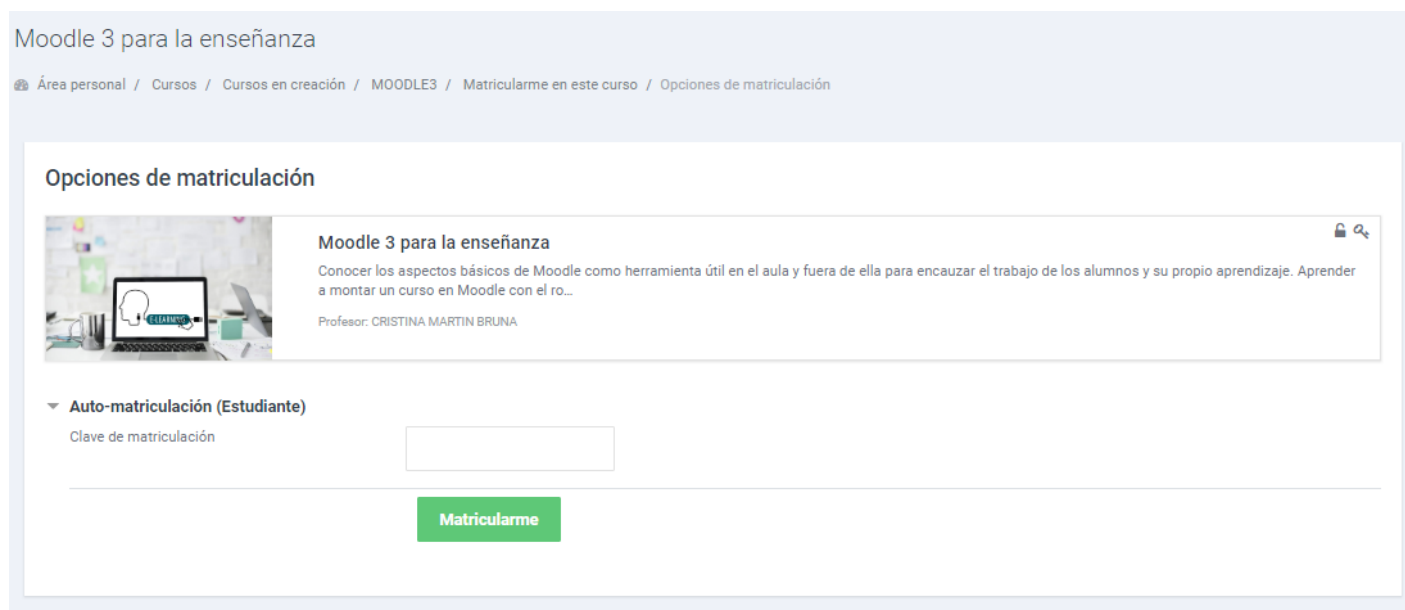 Moodle 3 para la enseñanza
Área personal / Cursos / Cursos en creación / MOODLE3 / Matricularme en este curso / Opciones de matriculación
Opciones de matriculación
Moodle 3 para la enseñanza
Conocer los aspectos básicos de Moodle como herramienta útil en el aula y fuera de ella para encauzar el trabajo de los alumnos y su propio aprendizaje. Aprender
a montar un curso en Moodle con el ro...
Profesor: CRISTINA MARTIN BRUNA
E-LEARNING
Auto-matriculación (Estudiante)
Clave de matriculación
Matricularme